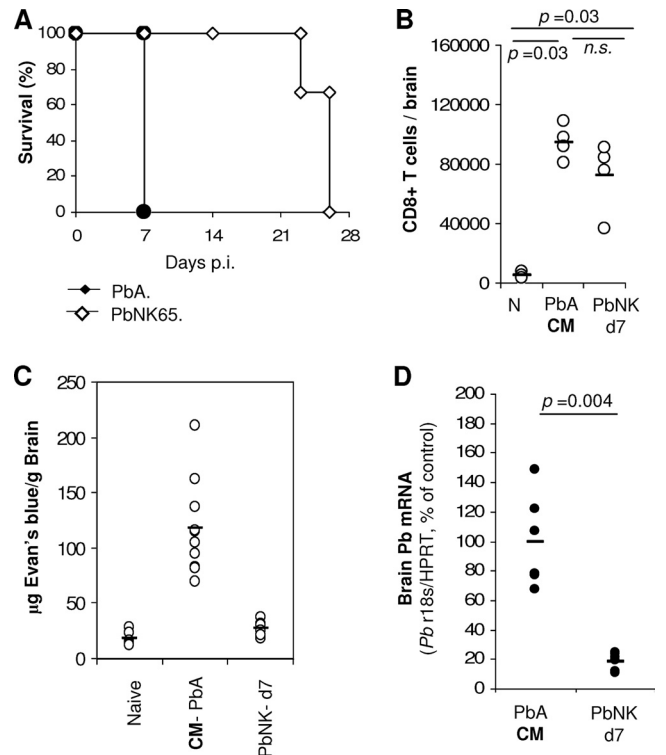 A
Survival (%)
100
80
60
40
20
0
0 7 14 21 28
Days p.i.
PbA.
PbNK65.
B
CD8+ T cells / brain
p =0.03
p =0.03 n.s.
160000
120000
80000
40000
0
N PbA PbNK
CM d7
C
µg Evan's blue/g Brain
250
200
150
100
50
0
Naive
CM- PbA
PbNK- d7
D
Brain Pb mRNA
(Pb r18s/HPRT, % of control)
p =0.004
200
180
160
140
120
100
80
60
40
20
0
PbA PbNK
CM d7